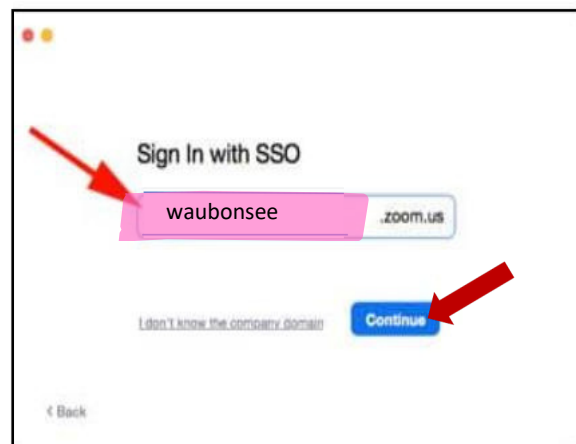 Sign In with SSO
waubonsee .zoom.us
I don't know the company domain Continue
< Back